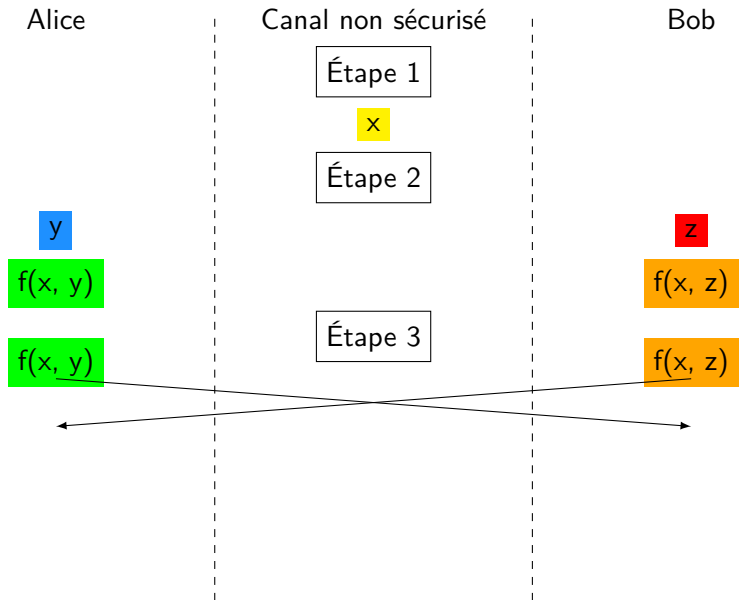 Alice
Canal non sécurisé
Bob
Étape 1
x
Étape 2
y
z
f(x, y)
f(x, z)
Étape 3
f(x, y)
f(x, z)